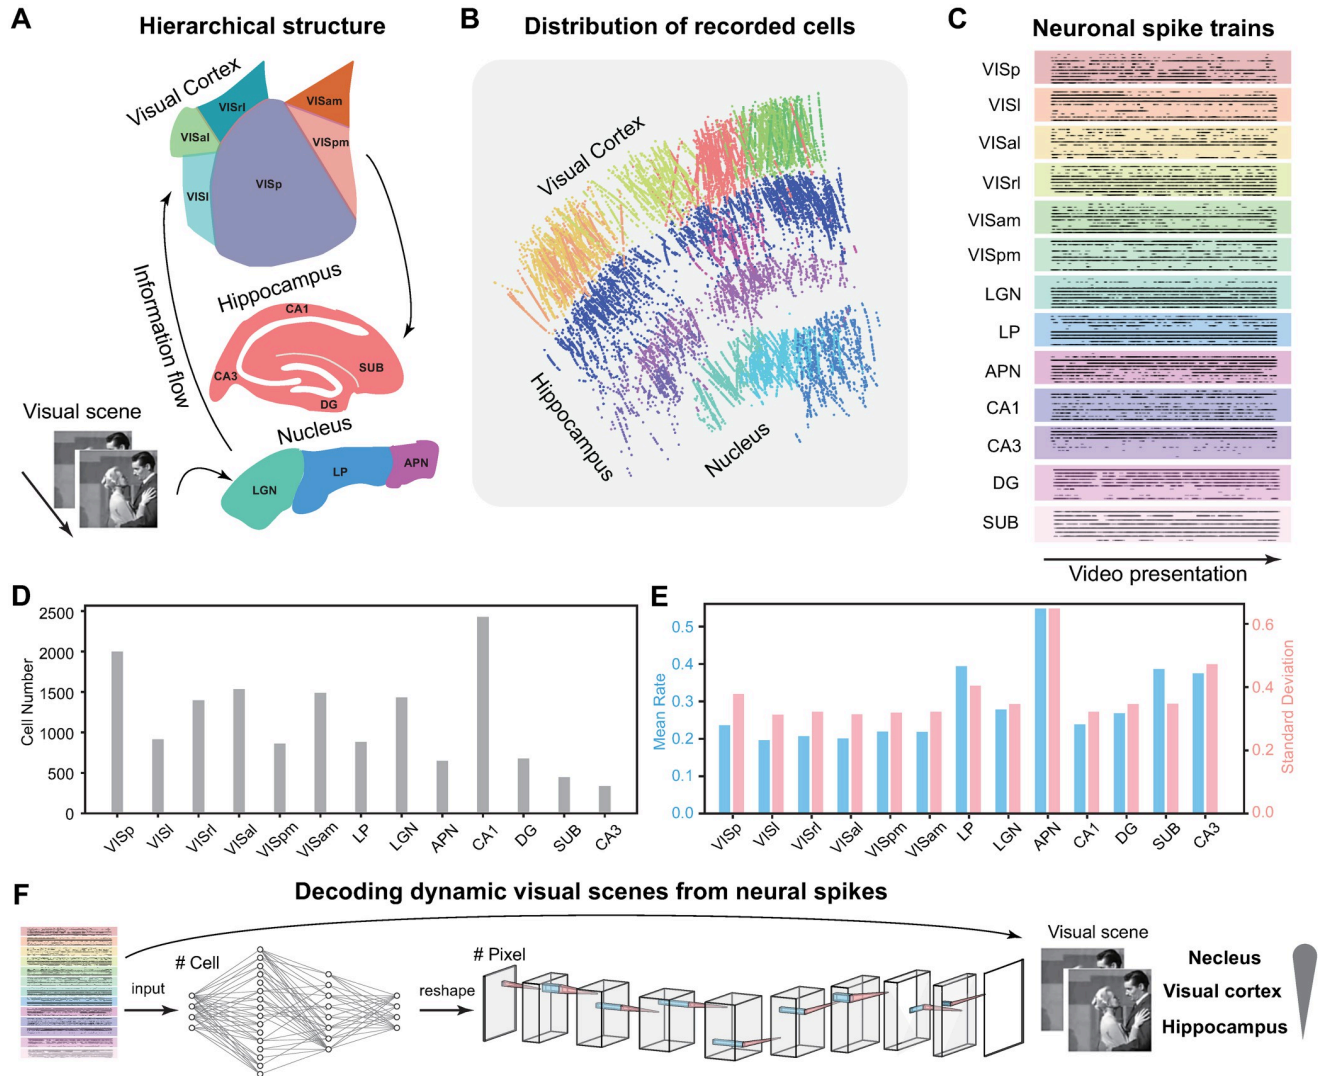 A
Hierarchical structure
Visual Cortex
VISrl
VISam
VISal
VISpm
VISl
VISp
Information flow
Hippocampus
CA1
CA3
SUB
DG
Visual scene
Nucleus
LGN
LP
APN
B
Distribution of recorded cells
Visual Cortex
Hippocampus
Nucleus
C
Neuronal spike trains
VISp
VISl
VISal
VISrl
VISam
VISpm
LGN
LP
APN
CA1
CA3
DG
SUB
Video presentation
D
Cell Number
2500
2000
1500
1000
500
0
VISp
VISl
VISrl
VISal
VISpm
VISam
LP
LGN
APN
CA1
DG
SUB
CA3
E
Mean Rate
0.5
0.4
0.3
0.2
0.1
0.0
Standard Deviation
0.6
0.4
0.2
0.0
VISp
VISl
VISrl
VISal
VISpm
VISam
LP
LGN
APN
CA1
DG
SUB
CA3
F
Decoding dynamic visual scenes from neural spikes
input
# Cell
reshape
# Pixel
Visual scene
Necleus
Visual cortex
Hippocampus